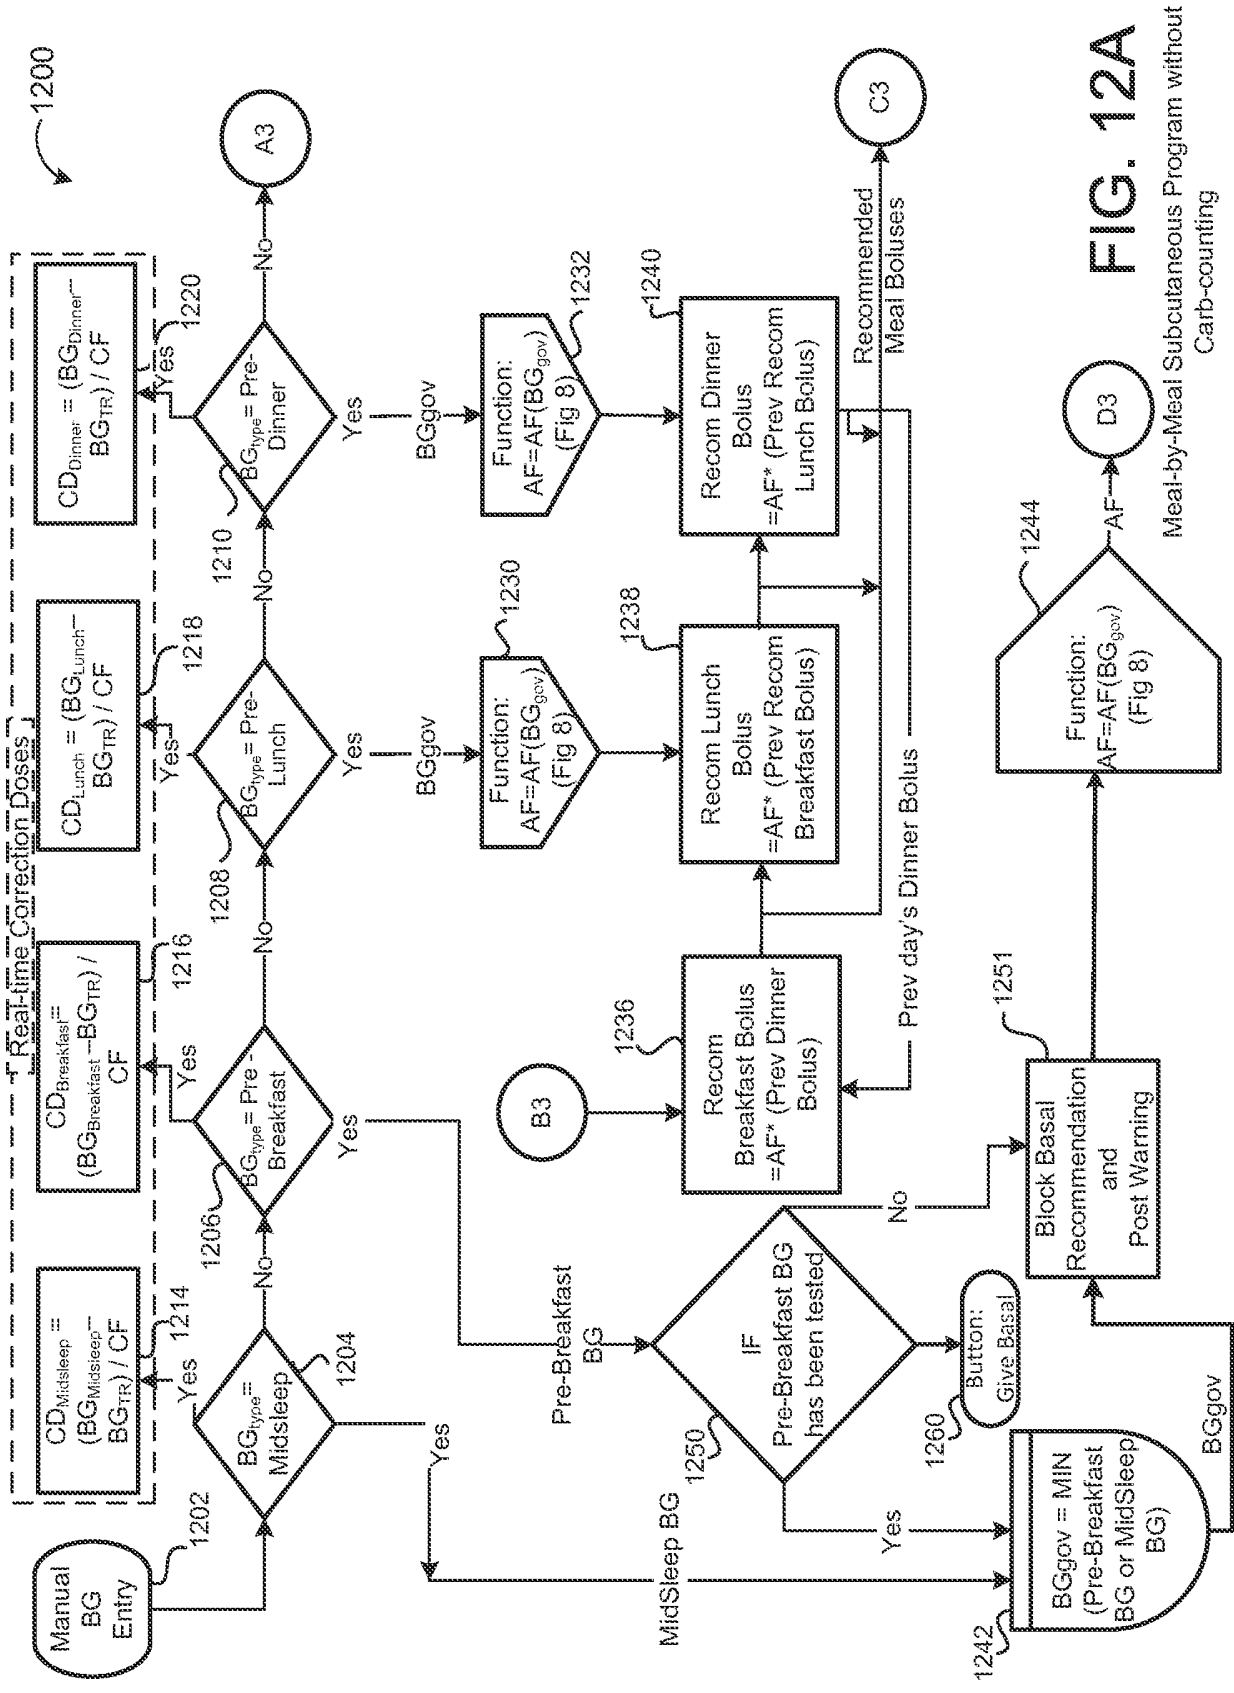 1200
Real-time Correction Doses
Manual
BG
Entry
1202
CDMidsleep =
(BGMidsleep−
BGTR) / CF
1214
CDBreakfast=
(BGBreakfast−BGTR) /
CF
1216
CDLunch = (BGLunch−
BGTR) / CF
1218
CDDinner = (BGDinner−
BGTR) / CF
1220
Yes
Yes
Yes
Yes
BGtype=
Midsleep
1204
No
BGtype= Pre-
Breakfast
1206
No
BGtype= Pre-
Lunch
1208
No
BGtype= Pre-
Dinner
1210
No
A3
Yes
Yes
Yes
Yes
BGgov
BGgov
Function:
AF=AF(BGgov)
(Fig 8)
1230
Function:
AF=AF(BGgov)
(Fig 8)
1232
B3
Recom
Breakfast Bolus
=AF* (Prev Dinner
Bolus)
1236
Recom Lunch
Bolus
=AF* (Prev Recom
Breakfast Bolus)
1238
Recom Dinner
Bolus
=AF* (Prev Recom
Lunch Bolus)
1240
Recommended
Meal Boluses
C3
Prev day's Dinner Bolus
MidSleep BG
Pre-Breakfast
BG
IF
Pre-Breakfast BG
has been tested
1250
Yes
No
Button:
Give Basal
1260
BGgov = MIN
(Pre-Breakfast
BG or MidSleep
BG)
1242
BGgov
Block Basal
Recommendation
and
Post Warning
1251
Function:
AF=AF(BGgov)
(Fig 8)
1244
AF
D3
FIG. 12A
Meal-by-Meal Subcutaneous Program without
Carb-counting